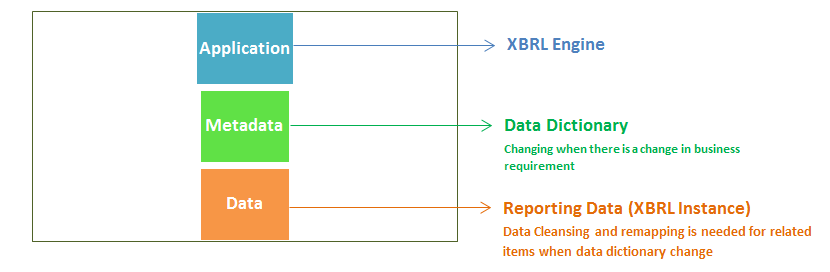 Application
XBRL Engine
Metadata
Data Dictionary
Changing when there is a change in business
requirement
Data
Reporting Data (XBRL Instance)
Data Cleansing and remapping is needed for related
items when data dictionary change